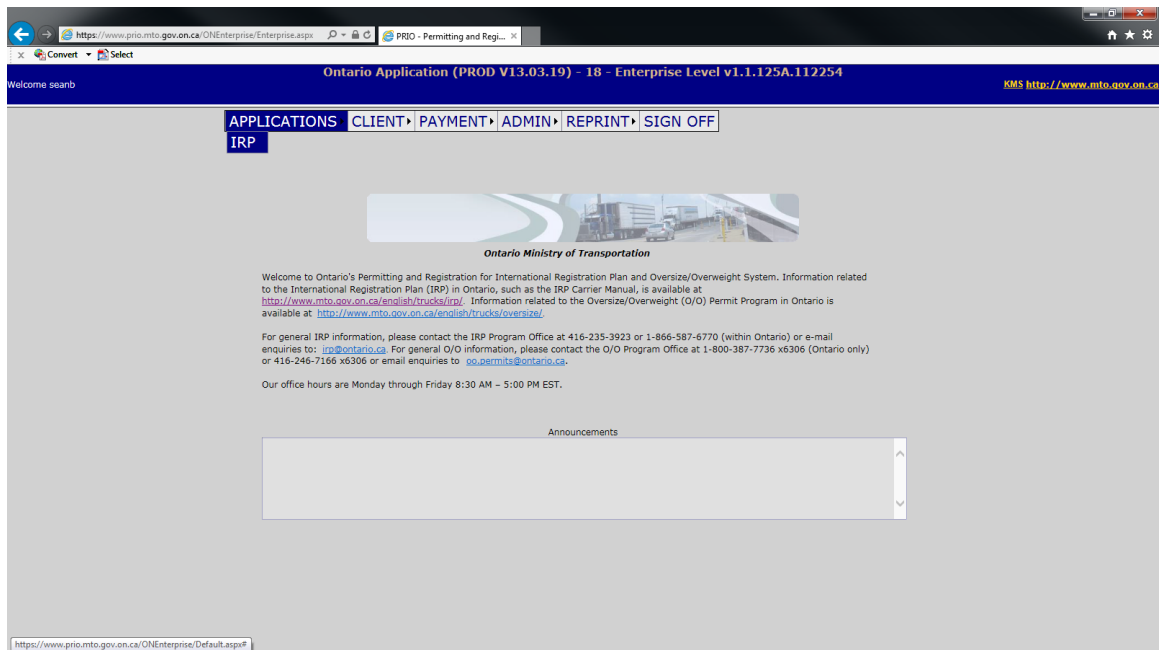 https://www.prio.mto.gov.on.ca/ONEnterprise/Enterprise.aspx
PRIO - Permitting and Regi... ×
x Convert Select
Ontario Application (PROD V13.03.19) - 18 - Enterprise Level v1.1.125A.112254
Welcome seanb
KMS http://www.mto.gov.on.ca
APPLICATIONS CLIENT PAYMENT ADMIN REPRINT SIGN OFF
IRP
Ontario Ministry of Transportation
Welcome to Ontario's Permitting and Registration for International Registration Plan and Oversize/Overweight System. Information related
to the International Registration Plan (IRP) in Ontario, such as the IRP Carrier Manual, is available at
http://www.mto.gov.on.ca/english/trucks/irp/. Information related to the Oversize/Overweight (O/O) Permit Program in Ontario is
available at http://www.mto.gov.on.ca/english/trucks/oversize/.
For general IRP information, please contact the IRP Program Office at 416-235-3923 or 1-866-587-6770 (within Ontario) or e-mail
enquiries to: irp@ontario.ca. For general O/O information, please contact the O/O Program Office at 1-800-387-7736 x6306 (Ontario only)
or 416-246-7166 x6306 or email enquiries to oo.permits@ontario.ca.
Our office hours are Monday through Friday 8:30 AM – 5:00 PM EST.
Announcements
https://www.prio.mto.gov.on.ca/ONEnterprise/Default.aspx#